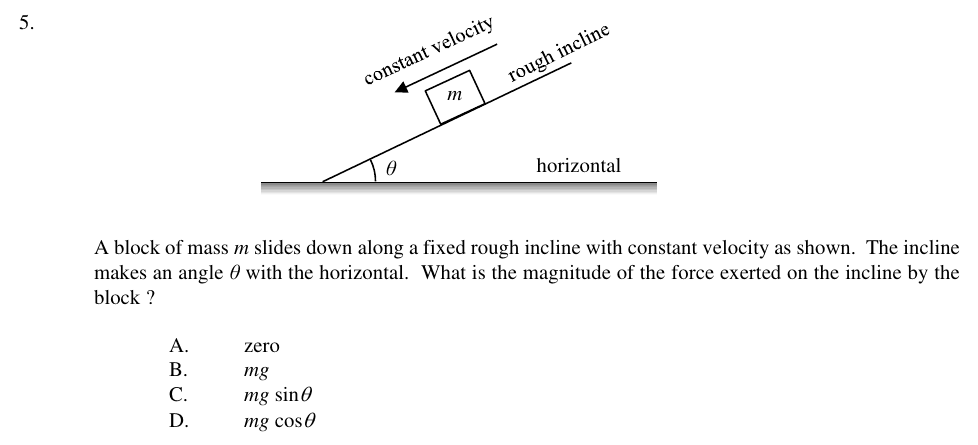 5.
constant velocity
rough incline
m
θ
horizontal
A block of mass m slides down along a fixed rough incline with constant velocity as shown. The incline
makes an angle θ with the horizontal. What is the magnitude of the force exerted on the incline by the
block ?
A. zero
B. mg
C. mg sinθ
D. mg cosθ